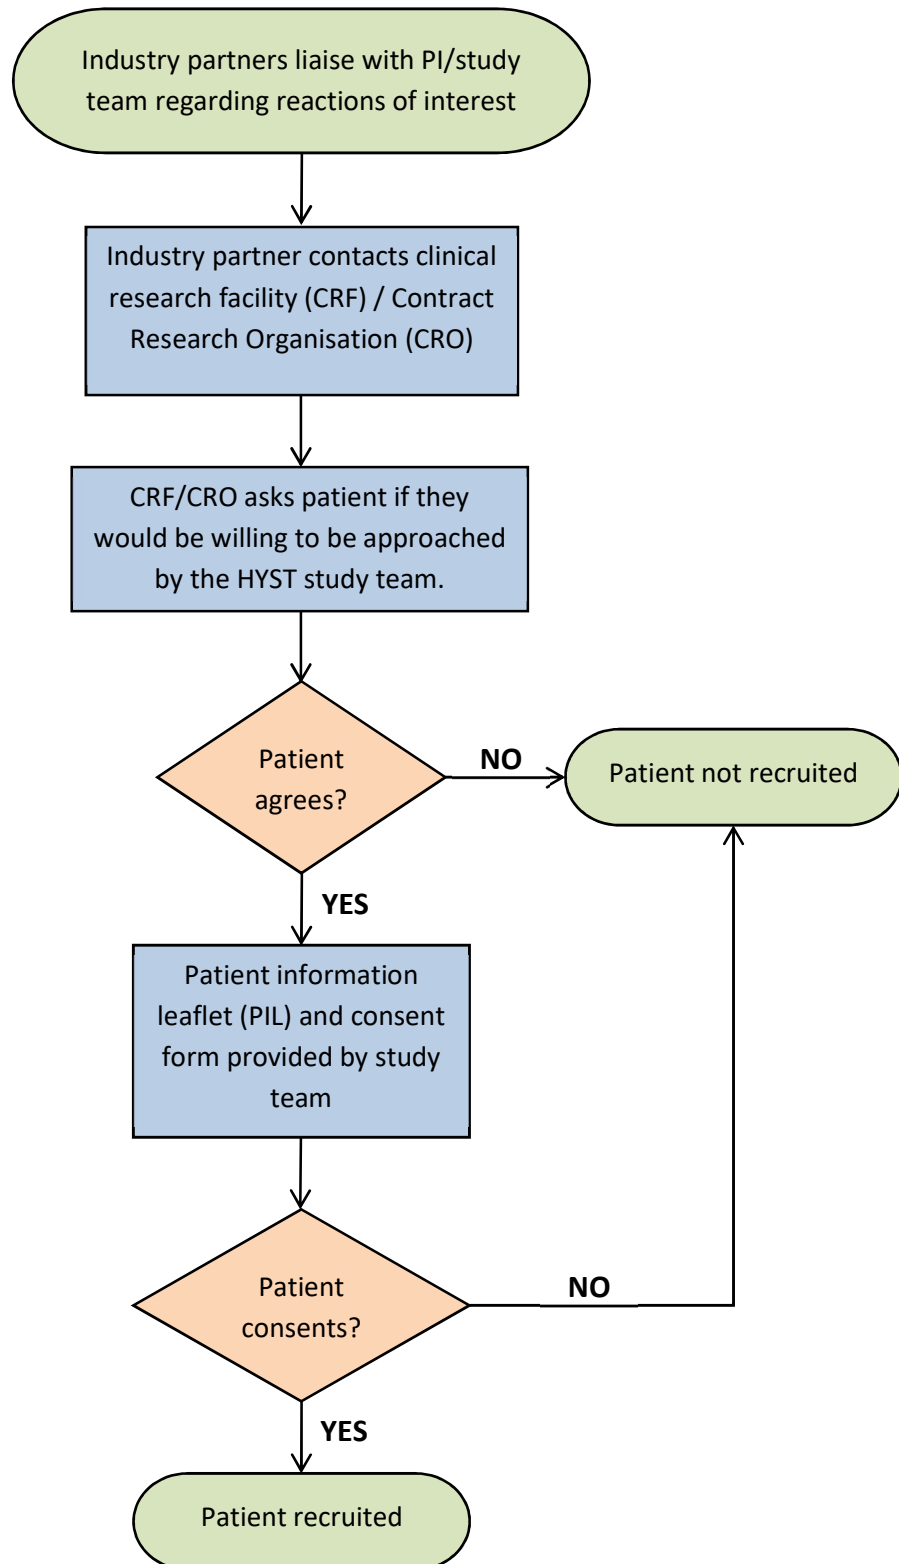 Industry partners liaise with PI/study
team regarding reactions of interest
Industry partner contacts clinical
research facility (CRF) / Contract
Research Organisation (CRO)
CRF/CRO asks patient if they
would be willing to be approached
by the HYST study team.
Patient
agrees?
NO
Patient not recruited
YES
Patient information
leaflet (PIL) and consent
form provided by study
team
Patient
consents?
NO
YES
Patient recruited